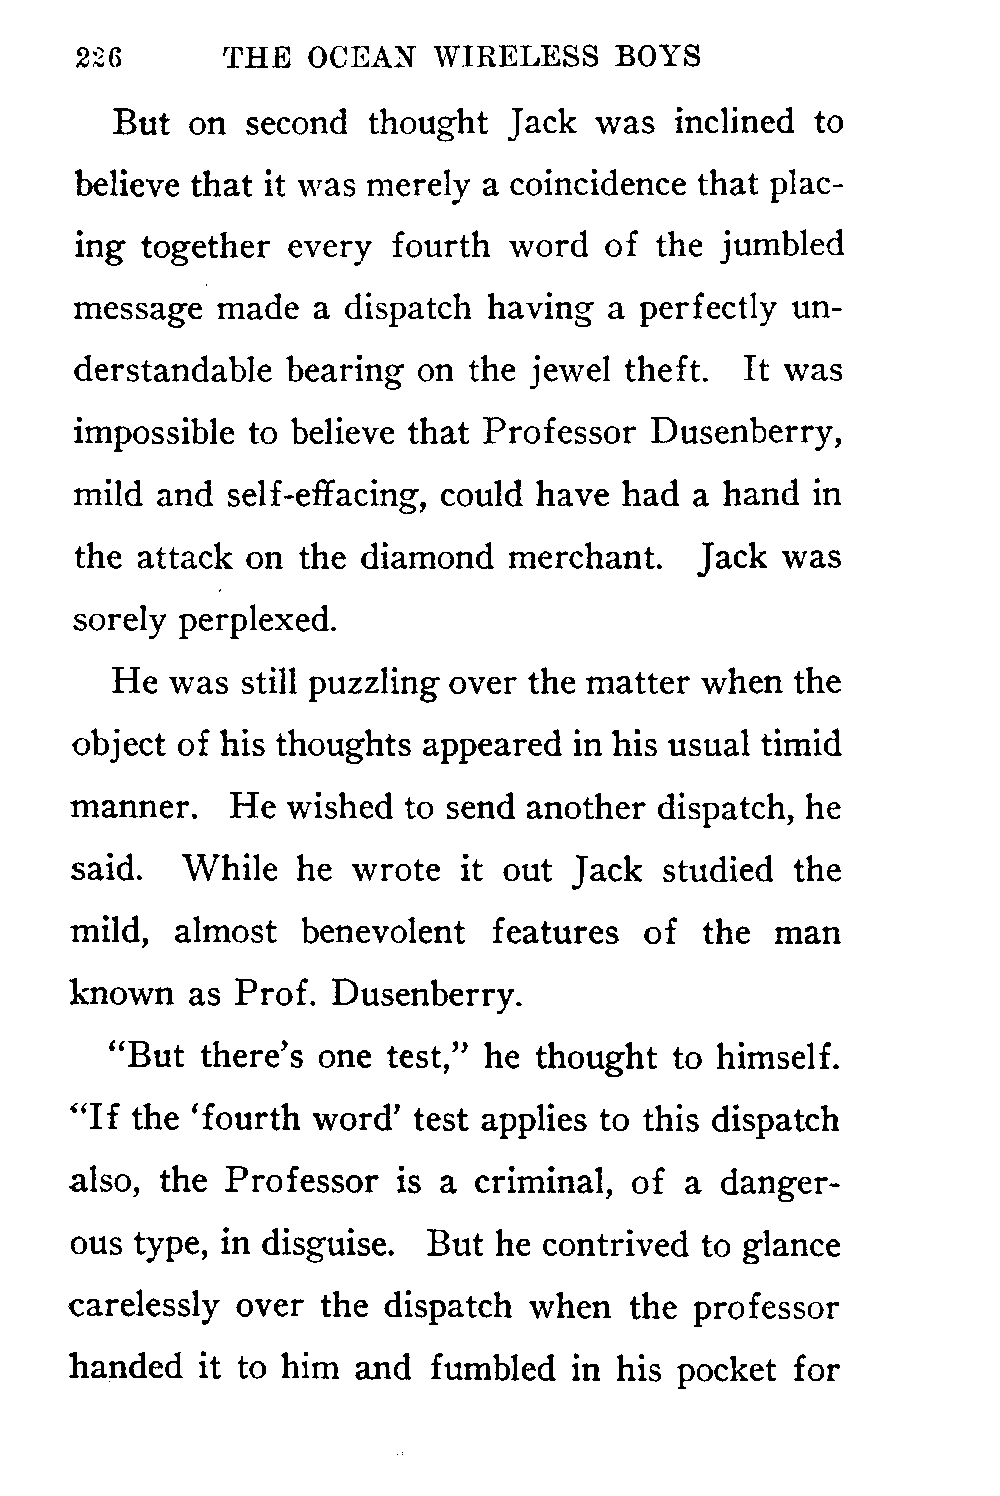 226 THE OCEAN WIRELESS BOYS
But on second thought Jack was inclined to
believe that it was merely a coincidence that plac-
ing together every fourth word of the jumbled
message made a dispatch having a perfectly un-
derstandable bearing on the jewel theft. It was
impossible to believe that Professor Dusenberry,
mild and self-effacing, could have had a hand in
the attack on the diamond merchant. Jack was
sorely perplexed.
He was still puzzling over the matter when the
object of his thoughts appeared in his usual timid
manner. He wished to send another dispatch, he
said. While he wrote it out Jack studied the
mild, almost benevolent features of the man
known as Prof. Dusenberry.
“But there’s one test,” he thought to himself.
“If the ‘fourth word’ test applies to this dispatch
also, the Professor is a criminal, of a danger-
ous type, in disguise. But he contrived to glance
carelessly over the dispatch when the professor
handed it to him and fumbled in his pocket for